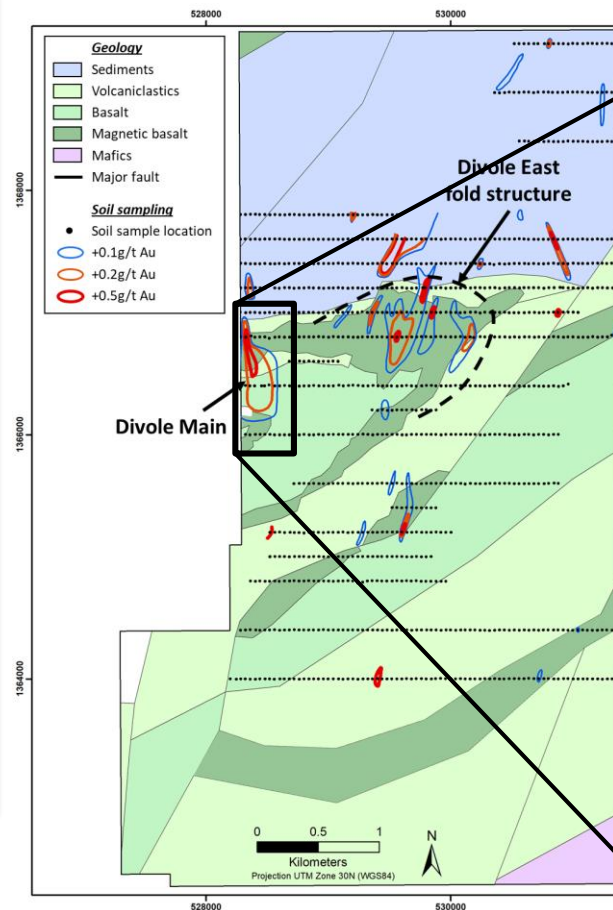 528000
530000
Geology
Sediments
Volcaniclastics
Basalt
Magnetic basalt
Mafics
Major fault
Soil sampling
Soil sample location
+0.1g/t Au
+0.2g/t Au
+0.5g/t Au
1368000
Divole East
fold structure
Divole Main
1366000
1364000
0 0.5 1
Kilometers
N
Projection UTM Zone 30N (WGS84)
528000
530000